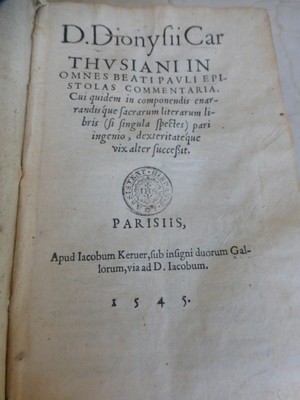 D. Dionysii Car
THVSIANI IN
OMNES BEATI PAVLI EPI-
STOLAS COMMENTARIA.
Cui quidem in componendis enar-
randisque sacrarum literarum li-
bris (si singula spectes) pari
ingenio, dexteritateque
vix alter successit.
PARISIIS,
Apud Iacobum Keruer, sub insigni duorum Gal-
lorum, via ad D. Iacobum.
1545.